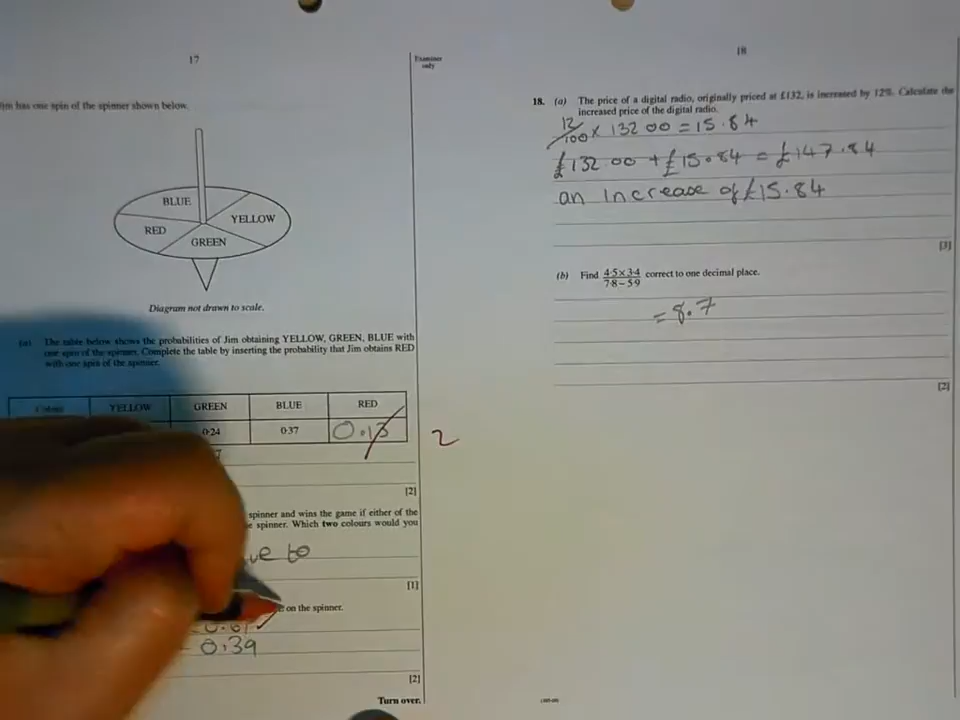 17
Examiner
only
Jim has one spin of the spinner shown below.
BLUE
YELLOW
RED
GREEN
Diagram not drawn to scale.
(a) The table below shows the probabilities of Jim obtaining YELLOW, GREEN, BLUE with
one spin of the spinner. Complete the table by inserting the probability that Jim obtains RED
with one spin of the spinner.
Colour YELLOW GREEN BLUE RED
0·24 0·37 0.13 2
7
[2]
spinner and wins the game if either of the
spinner. Which two colours would you
to
[1]
on the spinner.
0.39
[2]
Turn over.
18
18. (a) The price of a digital radio, originally priced at £132, is increased by 12%. Calculate the
increased price of the digital radio.
12/100 × 132 00 = 15.84
£132.00 + £15.84 = £147.84
an increase of £15.84
[3]
(b) Find 4·5 × 3·4 / 7·8 − 5·9 correct to one decimal place.
= 8.7
[2]